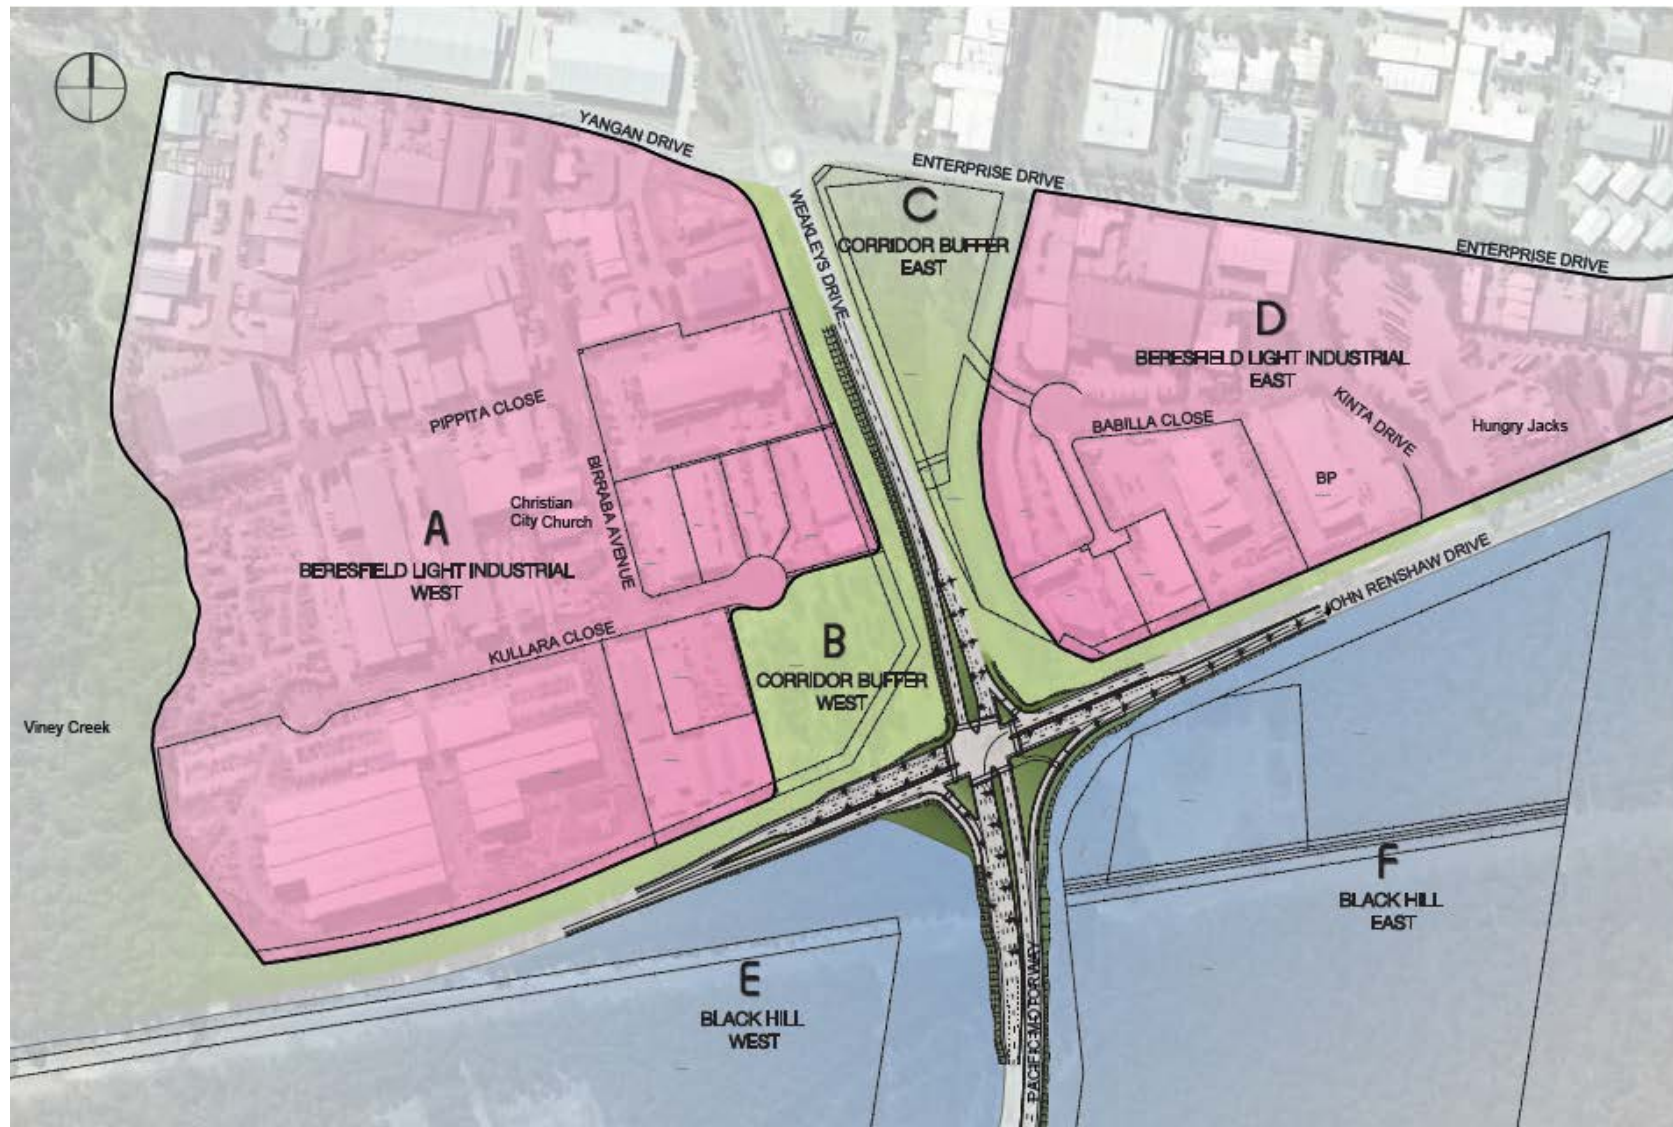 YANGAN DRIVE
ENTERPRISE DRIVE
WEAKLEYS DRIVE
C
CORRIDOR BUFFER
EAST
ENTERPRISE DRIVE
D
BERESFIELD LIGHT INDUSTRIAL
EAST
PIPPITA CLOSE
BABILLA CLOSE
KINTA DRIVE
Hungry Jacks
BP
BIRRABA AVENUE
Christian
City Church
A
BERESFIELD LIGHT INDUSTRIAL
WEST
KULLARA CLOSE
B
CORRIDOR BUFFER
WEST
JOHN RENSHAW DRIVE
Viney Creek
F
BLACK HILL
EAST
E
BLACK HILL
WEST
PACIFIC MOTORWAY